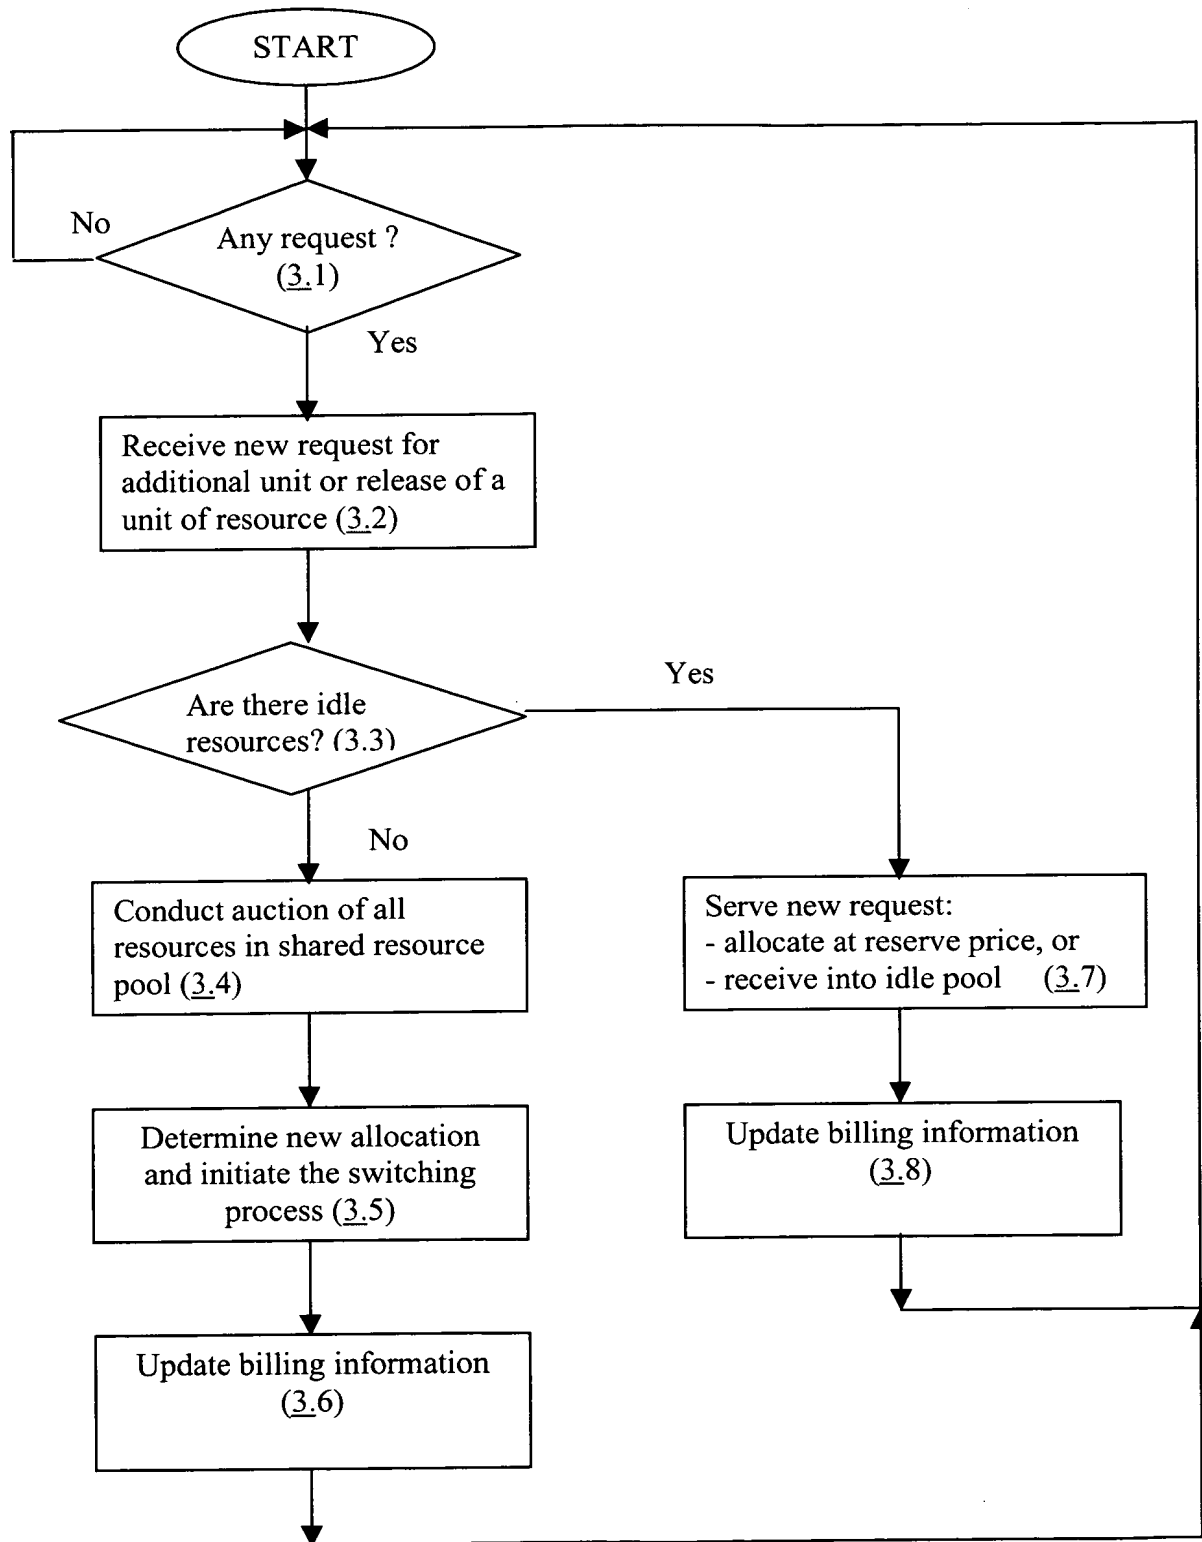 START
No
Any request ?
(3.1)
Yes
Receive new request for
additional unit or release of a
unit of resource (3.2)
Yes
Are there idle
resources? (3.3)
No
Conduct auction of all
resources in shared resource
pool (3.4)
Serve new request:
- allocate at reserve price, or
- receive into idle pool (3.7)
Determine new allocation
and initiate the switching
process (3.5)
Update billing information
(3.8)
Update billing information
(3.6)